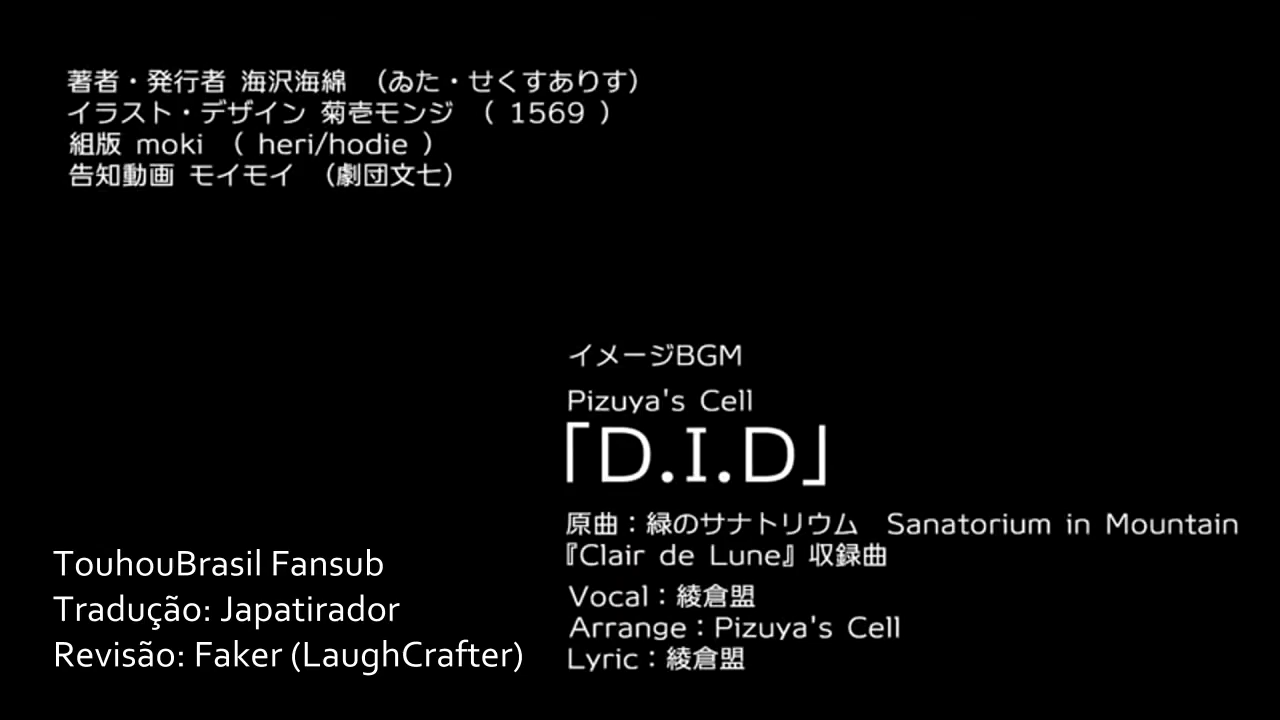 著者・発行者 海沢海綿 （ゐた・せくすありす）
イラスト・デザイン 菊壱モンジ （ 1569 ）
組版 moki （ heri/hodie ）
告知動画 モイモイ （劇団文七）
イメージBGM
Pizuya's Cell
「D.I.D」
原曲：緑のサナトリウム　Sanatorium in Mountain
『Clair de Lune』収録曲
Vocal：綾倉盟
Arrange：Pizuya's Cell
Lyric：綾倉盟
TouhouBrasil Fansub
Tradução: Japatirador
Revisão: Faker (LaughCrafter)